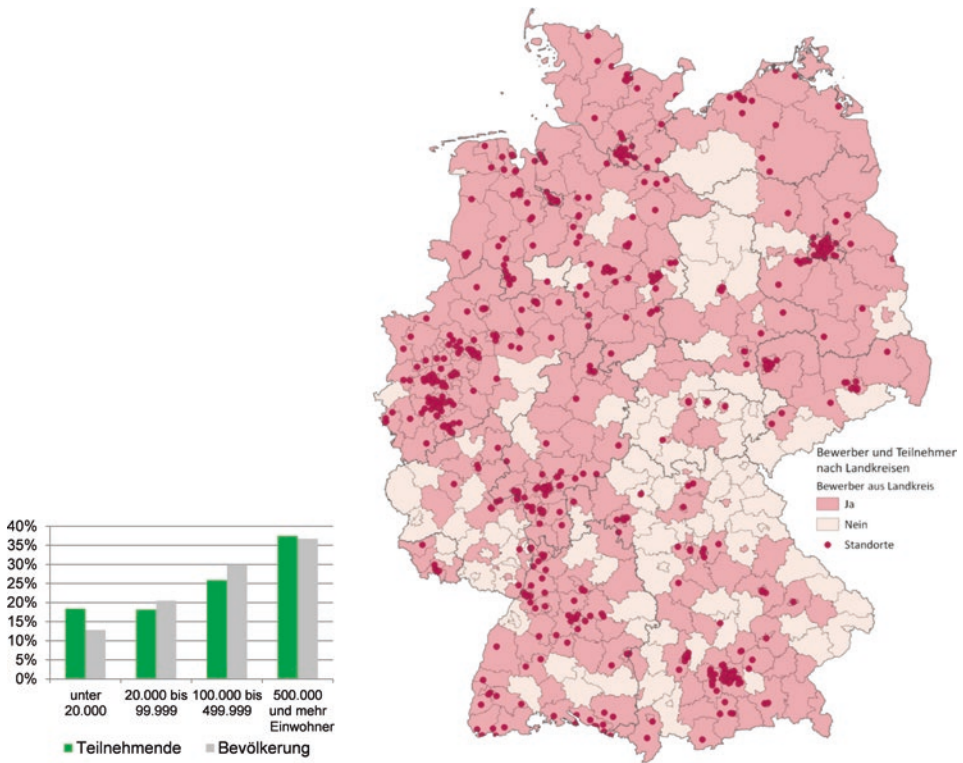 40%
35%
30%
25%
20%
15%
10%
5%
0%
unter
20.000
20.000 bis
99.999
100.000 bis
499.999
500.000
und mehr
Einwohner
Teilnehmende
Bevölkerung
Bewerber und Teilnehmer
nach Landkreisen
Bewerber aus Landkreis
Ja
Nein
Standorte